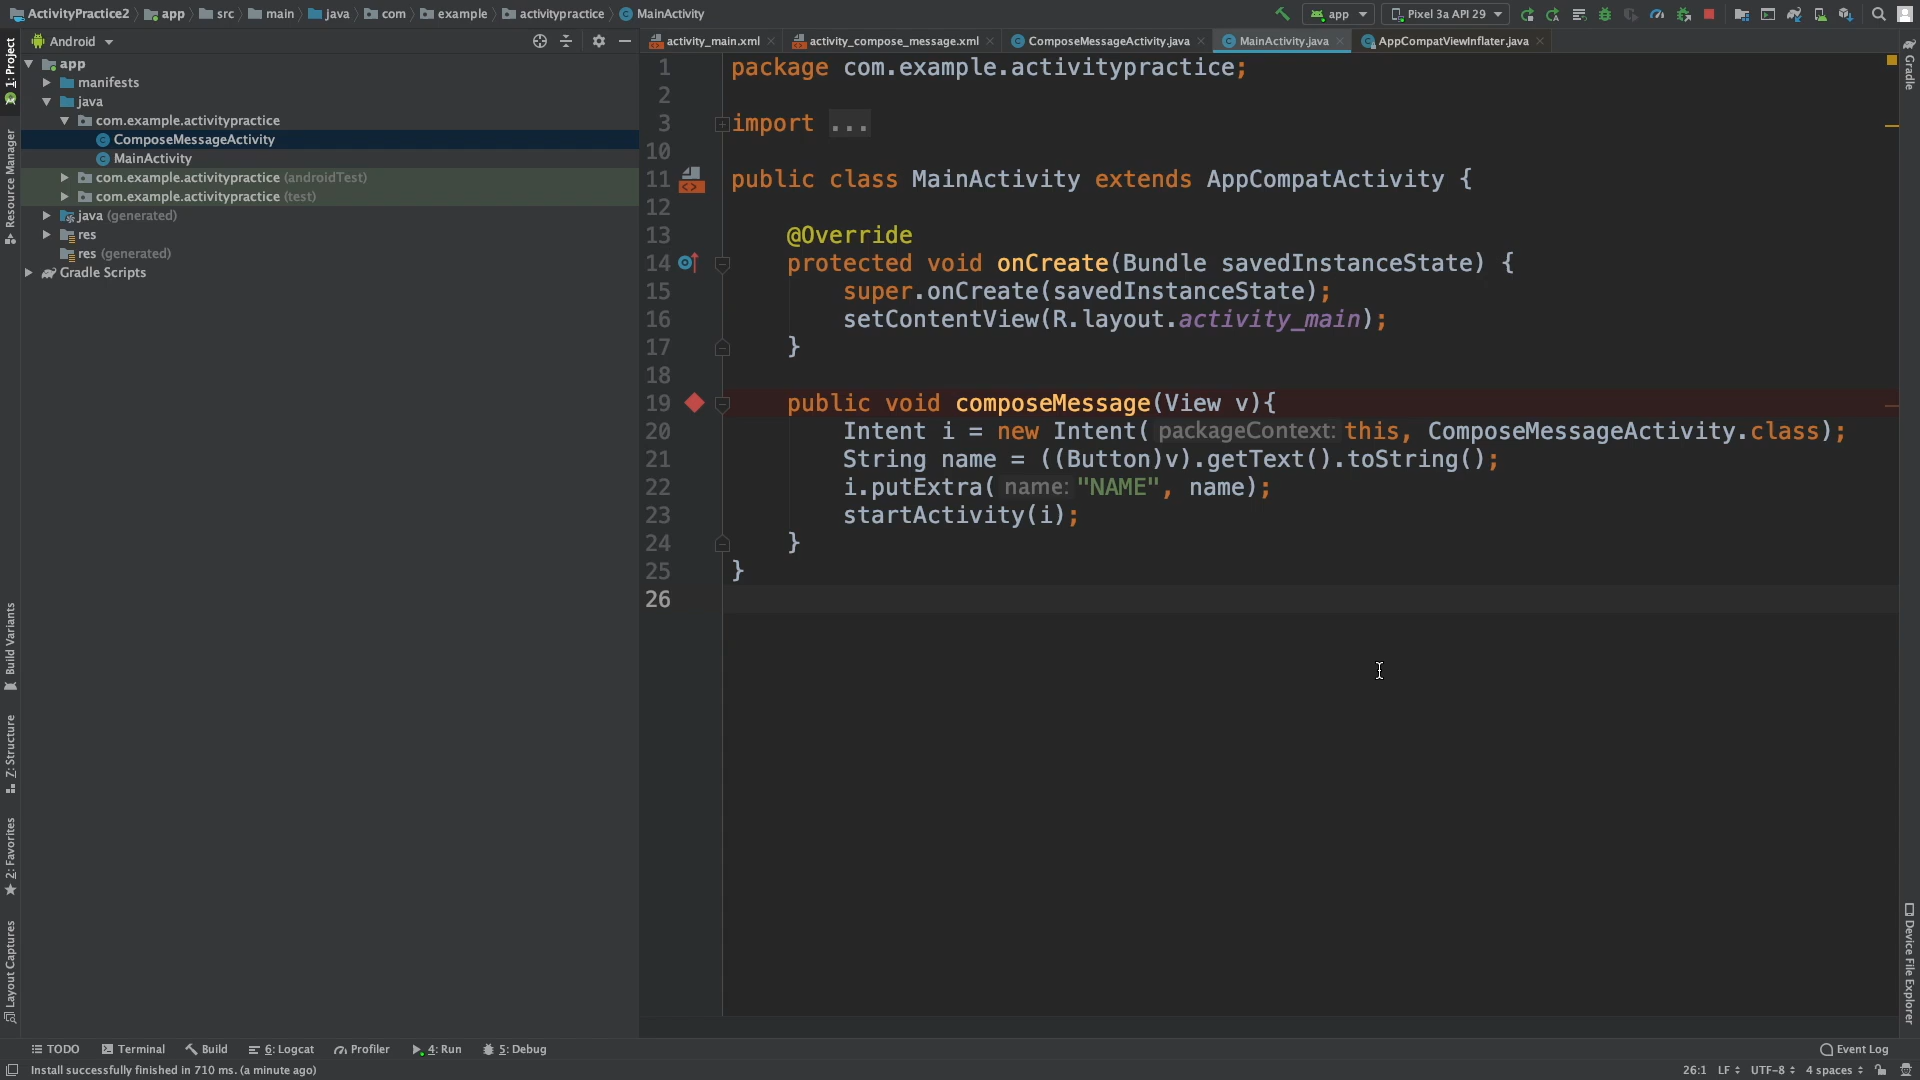 ActivityPractice2 app src main java com example activitypractice MainActivity
app Pixel 3a API 29
Android
activity_main.xml activity_compose_message.xml ComposeMessageActivity.java MainActivity.java AppCompatViewInflater.java
1: Project
Resource Manager
Build Variants
Z: Structure
2: Favorites
Layout Captures
app
manifests
java
com.example.activitypractice
ComposeMessageActivity
MainActivity
com.example.activitypractice (androidTest)
com.example.activitypractice (test)
java (generated)
res
res (generated)
Gradle Scripts
1 package com.example.activitypractice;
2
3 import ...
10
11 public class MainActivity extends AppCompatActivity {
12
13 @Override
14 protected void onCreate(Bundle savedInstanceState) {
15 super.onCreate(savedInstanceState);
16 setContentView(R.layout.activity_main);
17 }
18
19 public void composeMessage(View v){
20 Intent i = new Intent( packageContext: this, ComposeMessageActivity.class);
21 String name = ((Button)v).getText().toString();
22 i.putExtra( name: "NAME", name);
23 startActivity(i);
24 }
25 }
26
Gradle
Device File Explorer
TODO Terminal Build 6: Logcat Profiler 4: Run 5: Debug Event Log
Install successfully finished in 710 ms. (a minute ago) 26:1 LF UTF-8 4 spaces